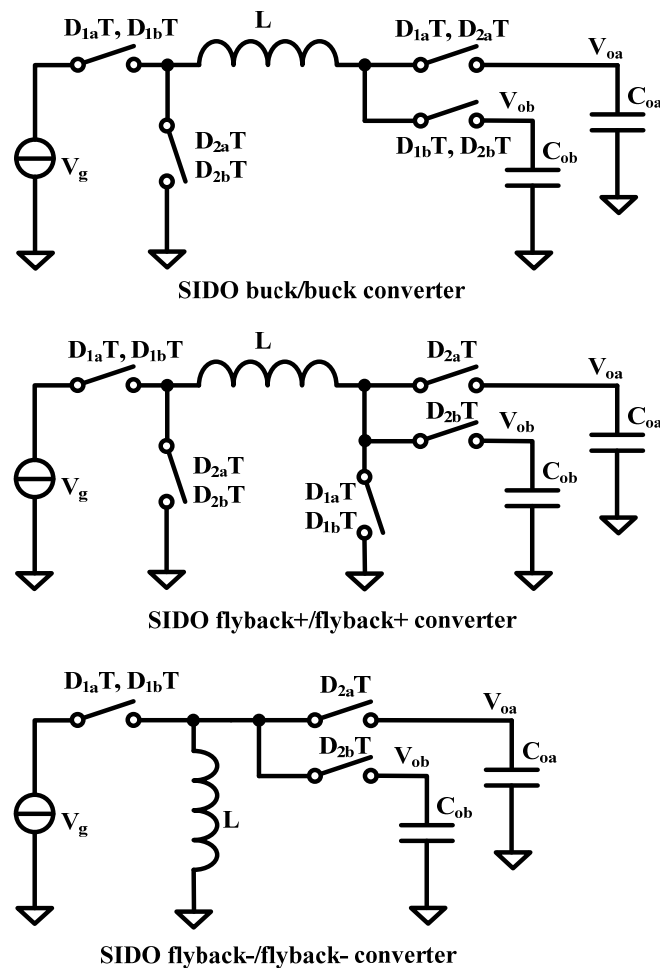 L
D1aT, D1bT
D1aT, D2aT
Voa
Coa
Vob
D2aT
D2bT
D1bT, D2bT
Cob
Vg
SIDO buck/buck converter
L
D1aT, D1bT
D2aT
Voa
D2bT
Vob
Coa
D2aT
D2bT
Cob
Vg
D1aT
D1bT
SIDO flyback+/flyback+ converter
D1aT, D1bT
D2aT
Voa
D2bT
Vob
Coa
Vg
L
Cob
SIDO flyback-/flyback- converter